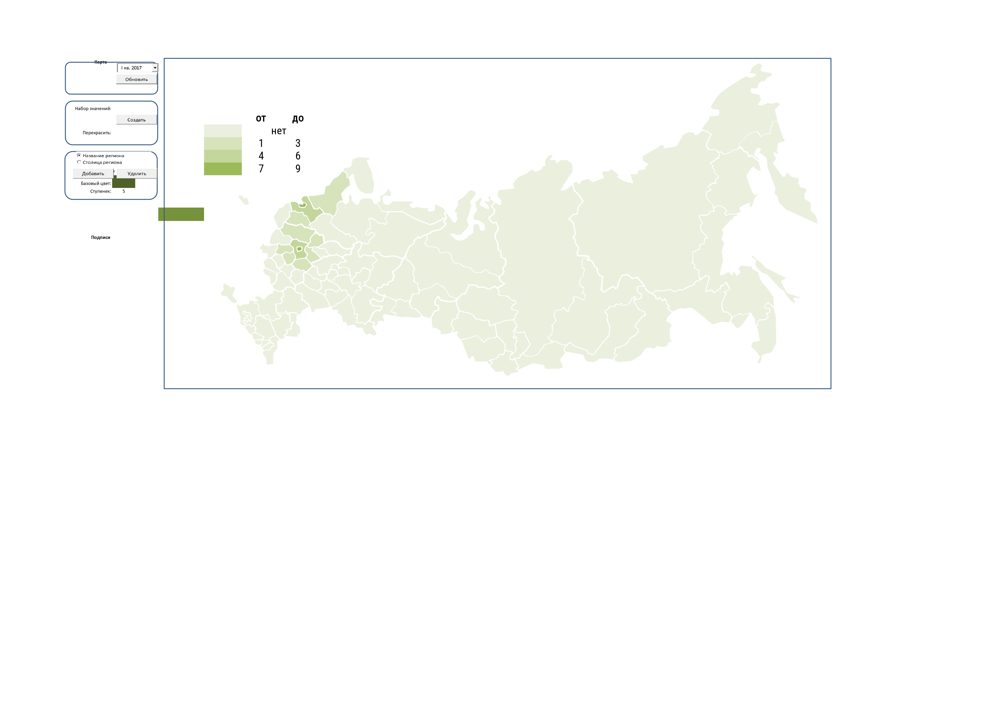 Карта
I кв. 2017
Обновить
Набор значений:
Создать
Перекрасить:
Название региона
Столица региона
Добавить Удалить
Базовый цвет:
Ступенек: 5
Подписи
от до
нет
1 3
4 6
7 9